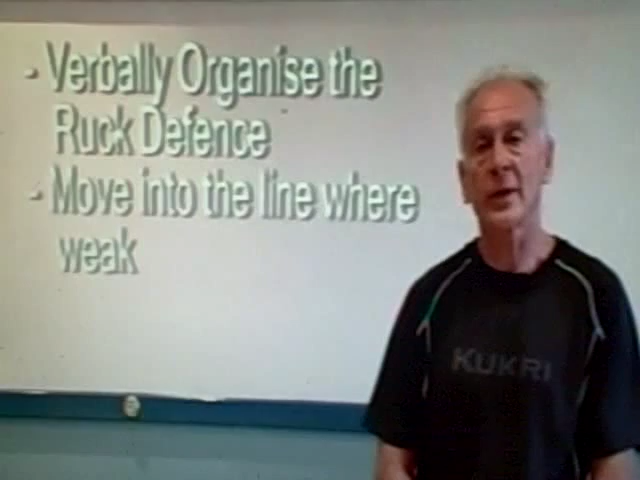 - Verbally Organise the
Ruck Defence
- Move into the line where
weak
KUKRI